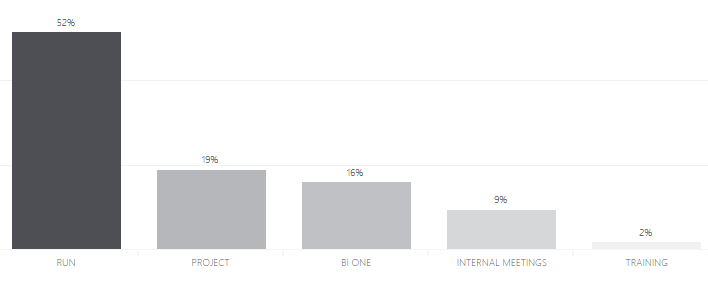 52%
19%
16%
9%
2%
RUN
PROJECT
BI ONE
INTERNAL MEETINGS
TRAINING